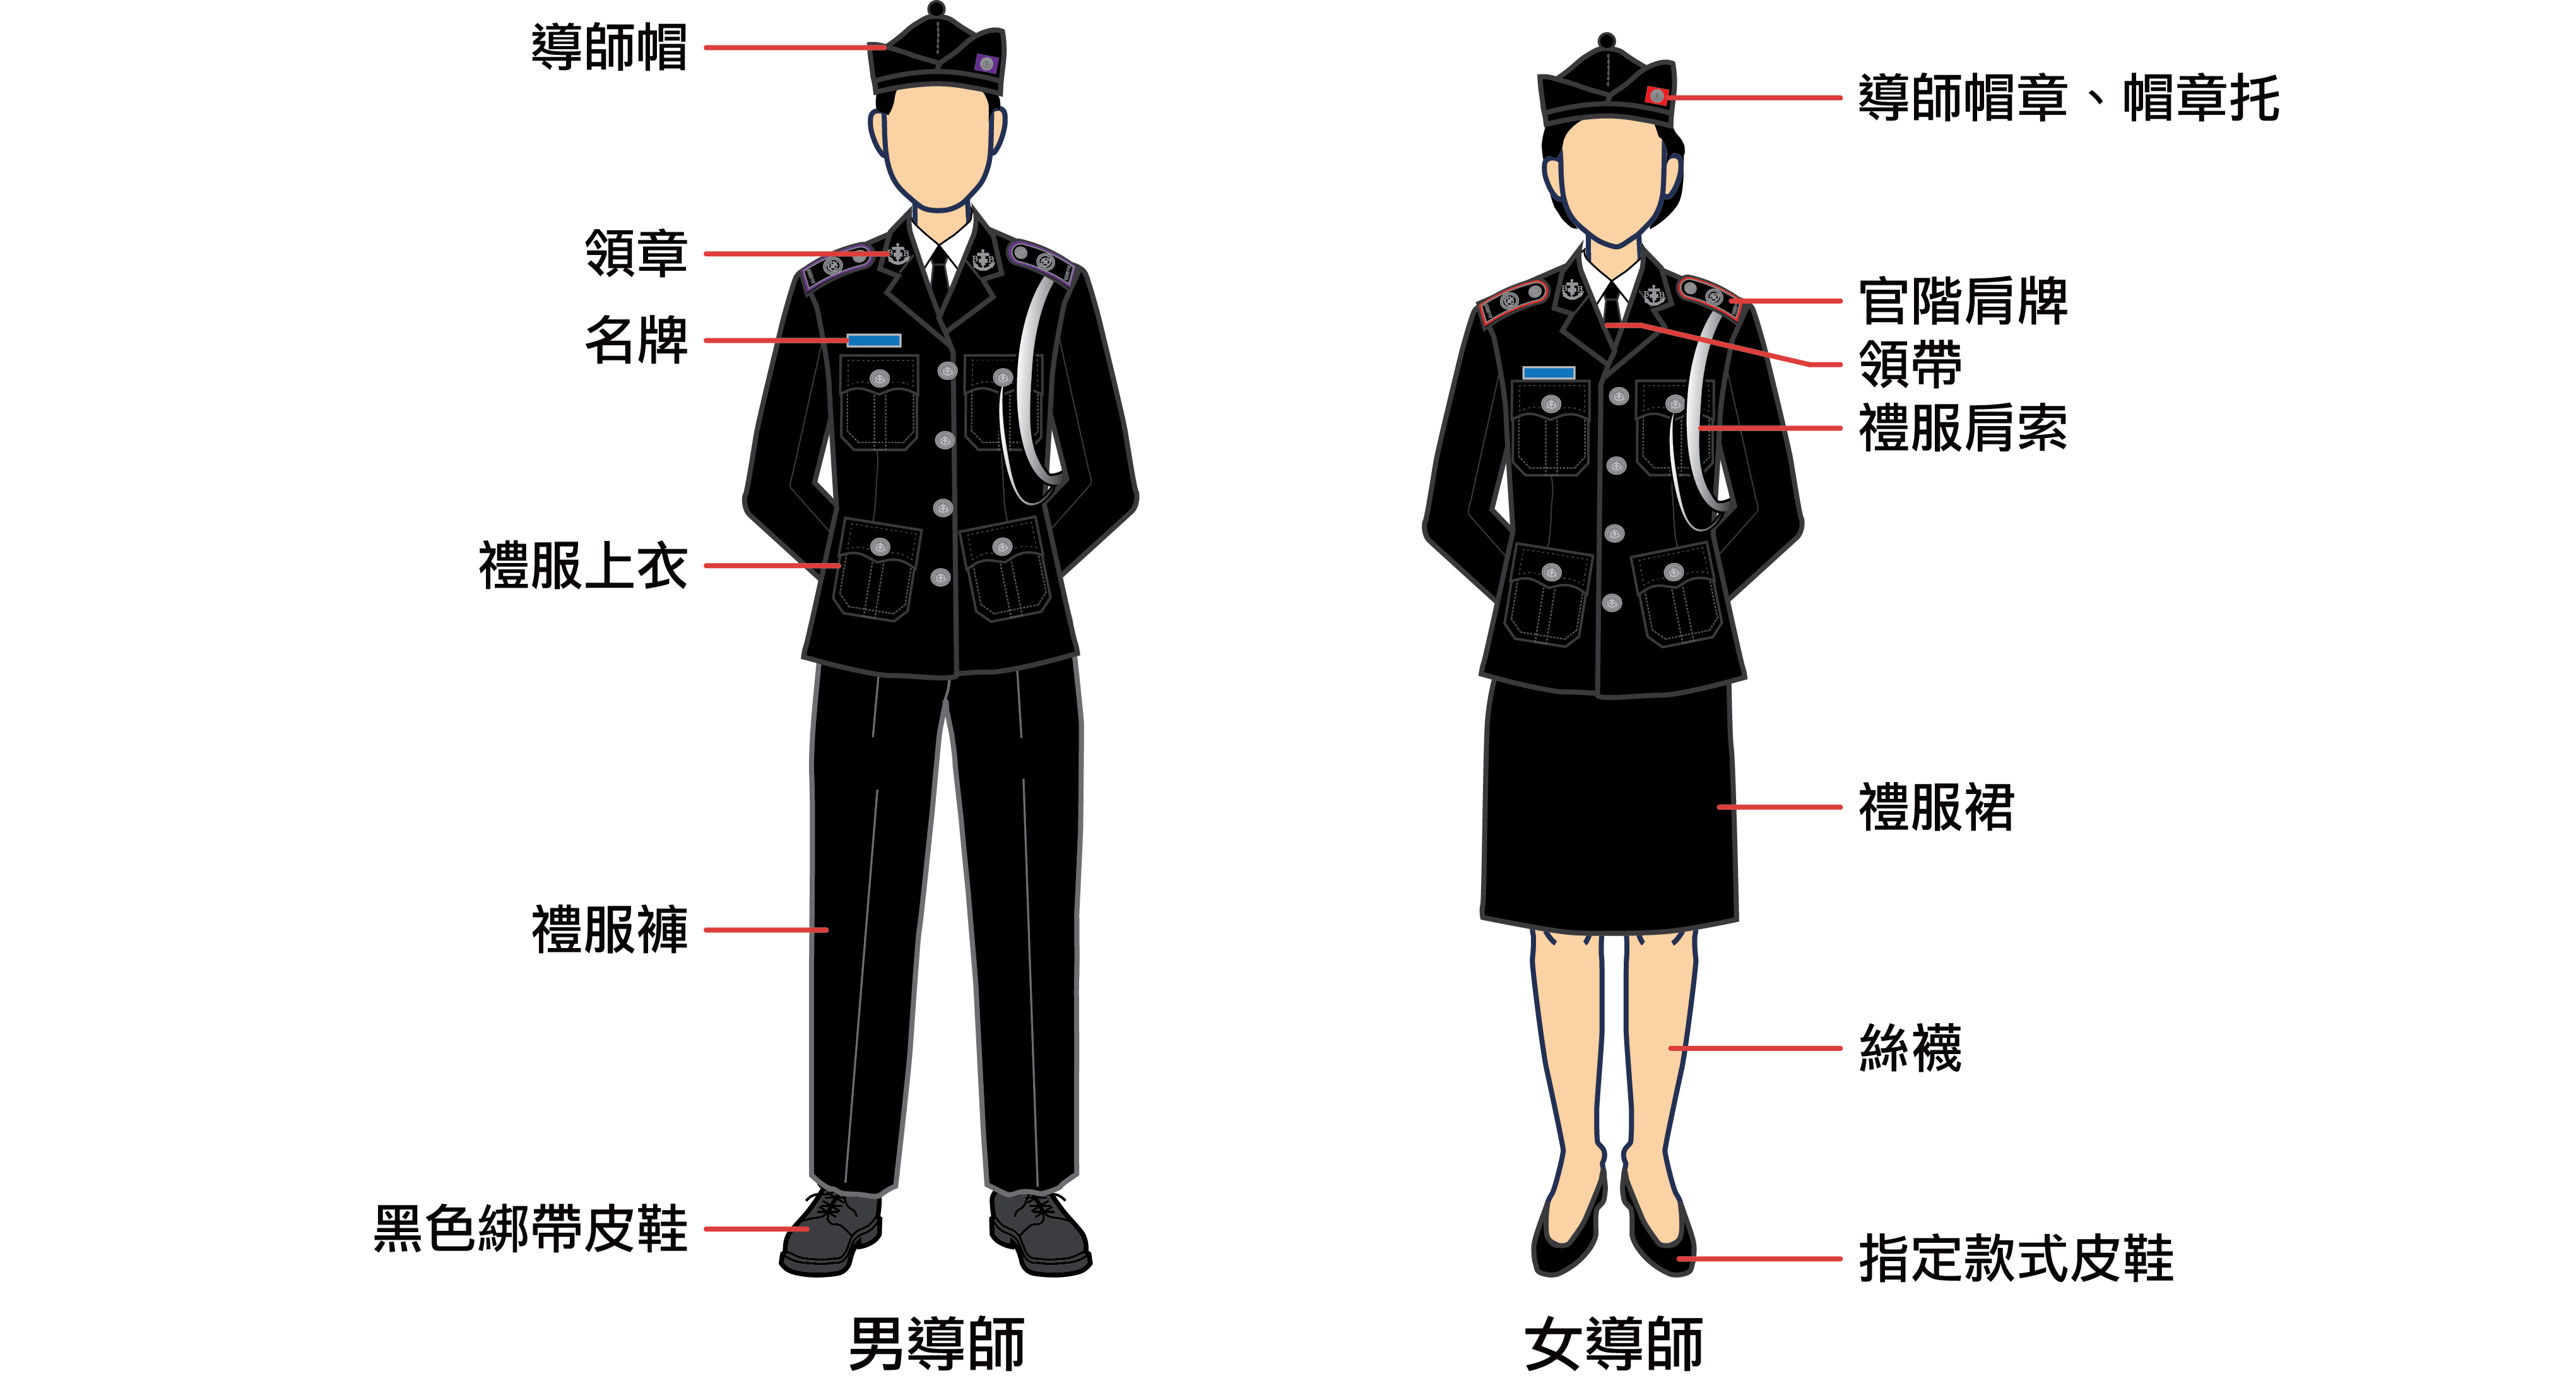 導師帽
領章
名牌
禮服上衣
禮服褲
黑色綁帶皮鞋
男導師
導師帽章、帽章托
官階肩牌
領帶
禮服肩索
禮服裙
絲襪
指定款式皮鞋
女導師